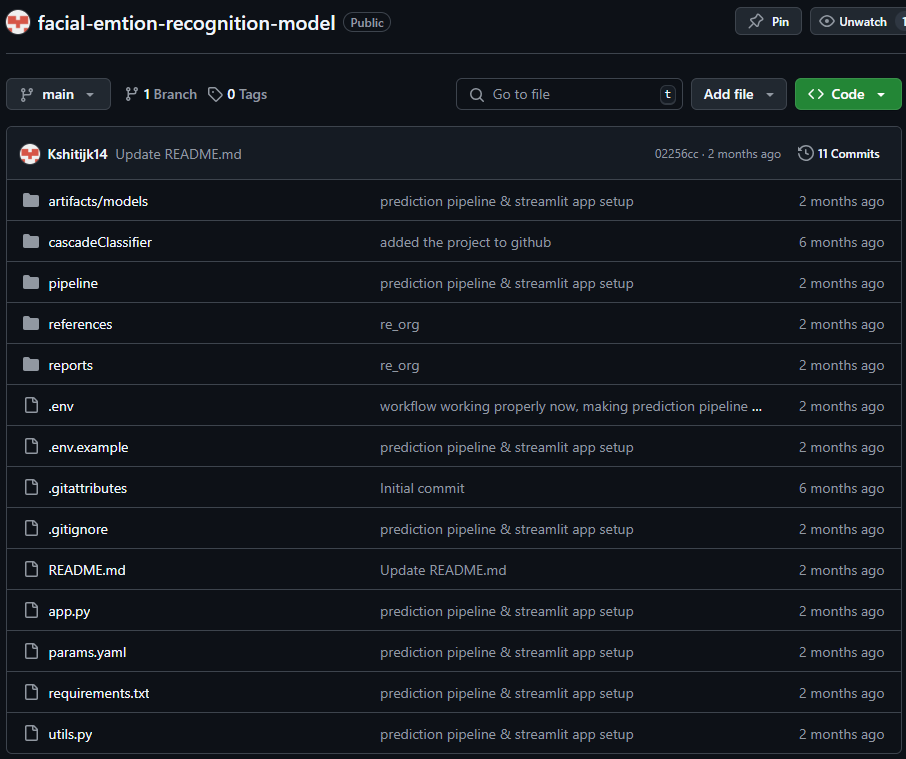 facial-emtion-recognition-model Public Pin Unwatch 1
main 1 Branch 0 Tags Go to file t Add file Code
Kshitijk14 Update README.md 02256cc · 2 months ago 11 Commits
artifacts/models prediction pipeline & streamlit app setup 2 months ago
cascadeClassifier added the project to github 6 months ago
pipeline prediction pipeline & streamlit app setup 2 months ago
references re_org 2 months ago
reports re_org 2 months ago
.env workflow working properly now, making prediction pipeline ... 2 months ago
.env.example prediction pipeline & streamlit app setup 2 months ago
.gitattributes Initial commit 6 months ago
.gitignore prediction pipeline & streamlit app setup 2 months ago
README.md Update README.md 2 months ago
app.py prediction pipeline & streamlit app setup 2 months ago
params.yaml prediction pipeline & streamlit app setup 2 months ago
requirements.txt prediction pipeline & streamlit app setup 2 months ago
utils.py prediction pipeline & streamlit app setup 2 months ago